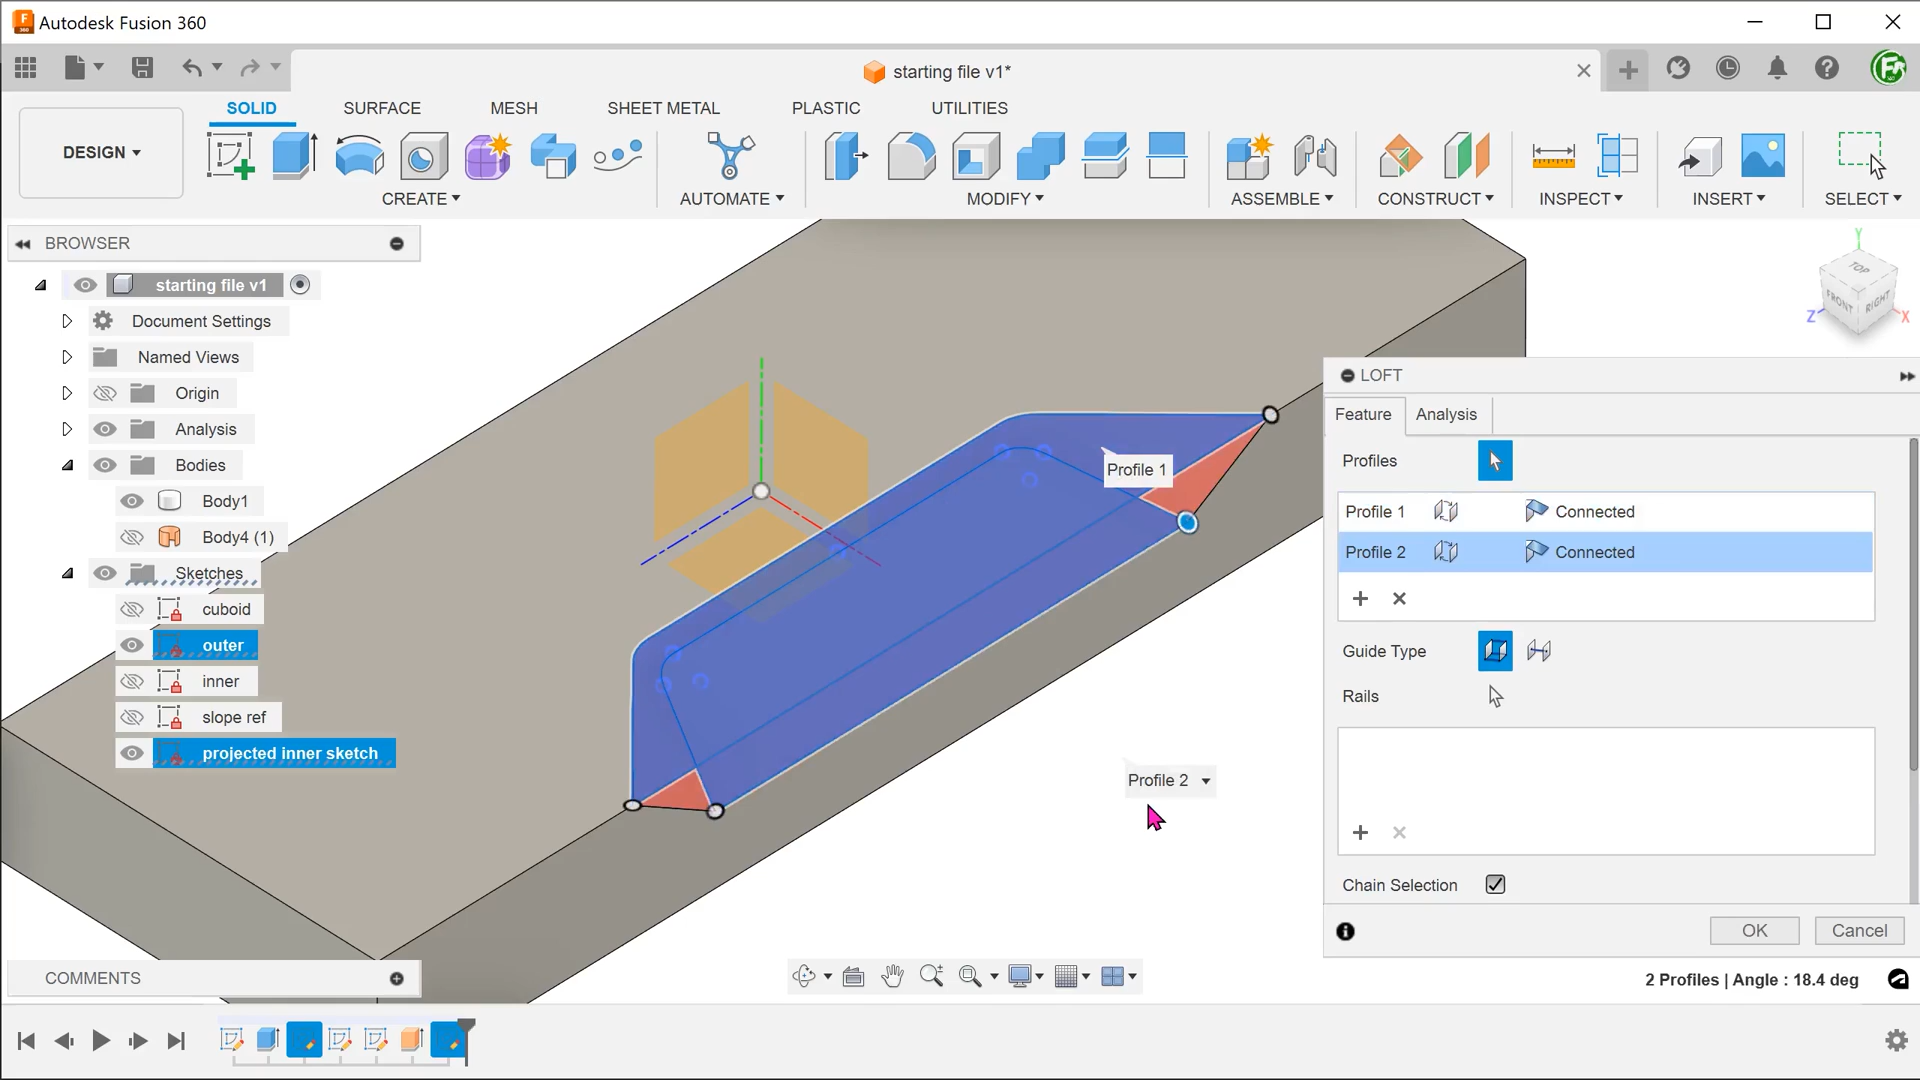 Autodesk Fusion 360
starting file v1*
SOLID SURFACE MESH SHEET METAL PLASTIC UTILITIES
DESIGN
CREATE AUTOMATE MODIFY ASSEMBLE CONSTRUCT INSPECT INSERT SELECT
BROWSER
starting file v1
Document Settings
Named Views
Origin
Analysis
Bodies
Body1
Body4 (1)
Sketches
cuboid
outer
inner
slope ref
projected inner sketch
Y
TOP
FRONT RIGHT
Z X
Profile 1
Profile 2
LOFT
Feature Analysis
Profiles
Profile 1 Connected
Profile 2 Connected
Guide Type
Rails
Chain Selection
OK Cancel
COMMENTS
2 Profiles | Angle : 18.4 deg